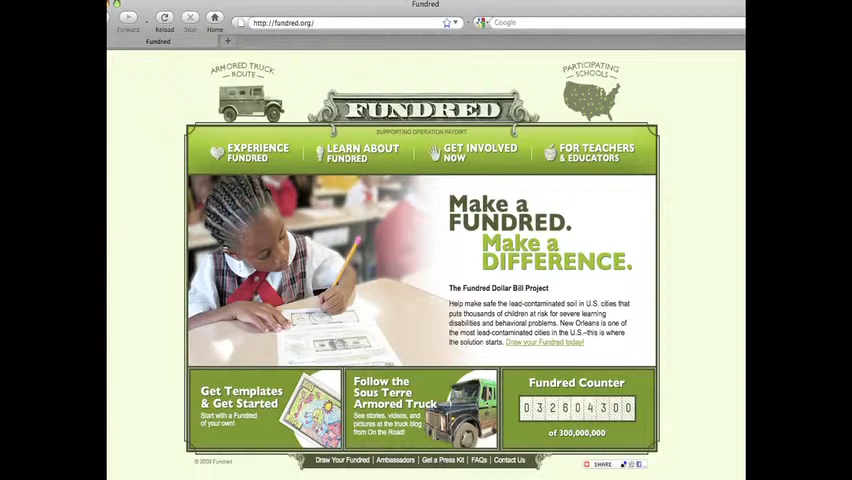 Fundred
Forward
Reload
Stop
Home
http://fundred.org/
Google
Fundred
ARMORED TRUCK
ROUTE
PARTICIPATING
SCHOOLS
FUNDRED
SUPPORTING OPERATION PAYDIRT
EXPERIENCE
FUNDRED
LEARN ABOUT
FUNDRED
GET INVOLVED
NOW
FOR TEACHERS
& EDUCATORS
Make a
FUNDRED.
Make a
DIFFERENCE.
The Fundred Dollar Bill Project
Help make safe the lead-contaminated soil in U.S. cities that
puts thousands of children at risk for severe learning
disabilities and behavioral problems. New Orleans is one of
the most lead-contaminated cities in the U.S.–this is where
the solution starts. Draw your Fundred today!
Get Templates
& Get Started
Start with a Fundred
of your own!
Follow the
Sous Terre
Armored Truck
See stories, videos, and
pictures at the truck blog
from On the Road!
Fundred Counter
032604300
of 300,000,000
© 2009 Fundred
Draw Your Fundred | Ambassadors | Get a Press Kit | FAQs | Contact Us
SHARE